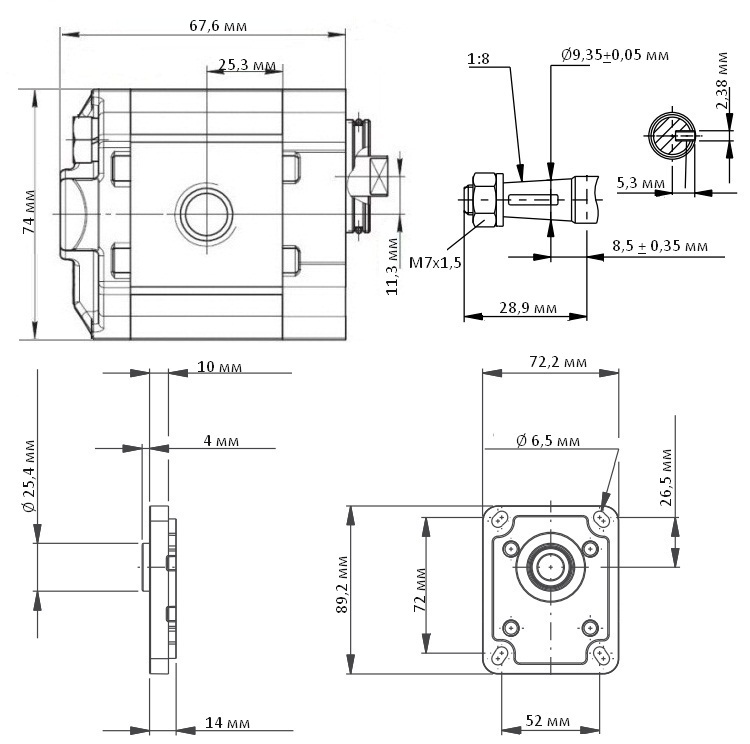 67,6 мм
25,3 мм
74 мм
11,3 мм
1:8
Ø9,35±0,05 мм
2,38 мм
5,3 мм
M7x1,5
8,5 ± 0,35 мм
28,9 мм
10 мм
4 мм
Ø 25,4 мм
14 мм
72,2 мм
Ø 6,5 мм
26,5 мм
89,2 мм
72 мм
52 мм